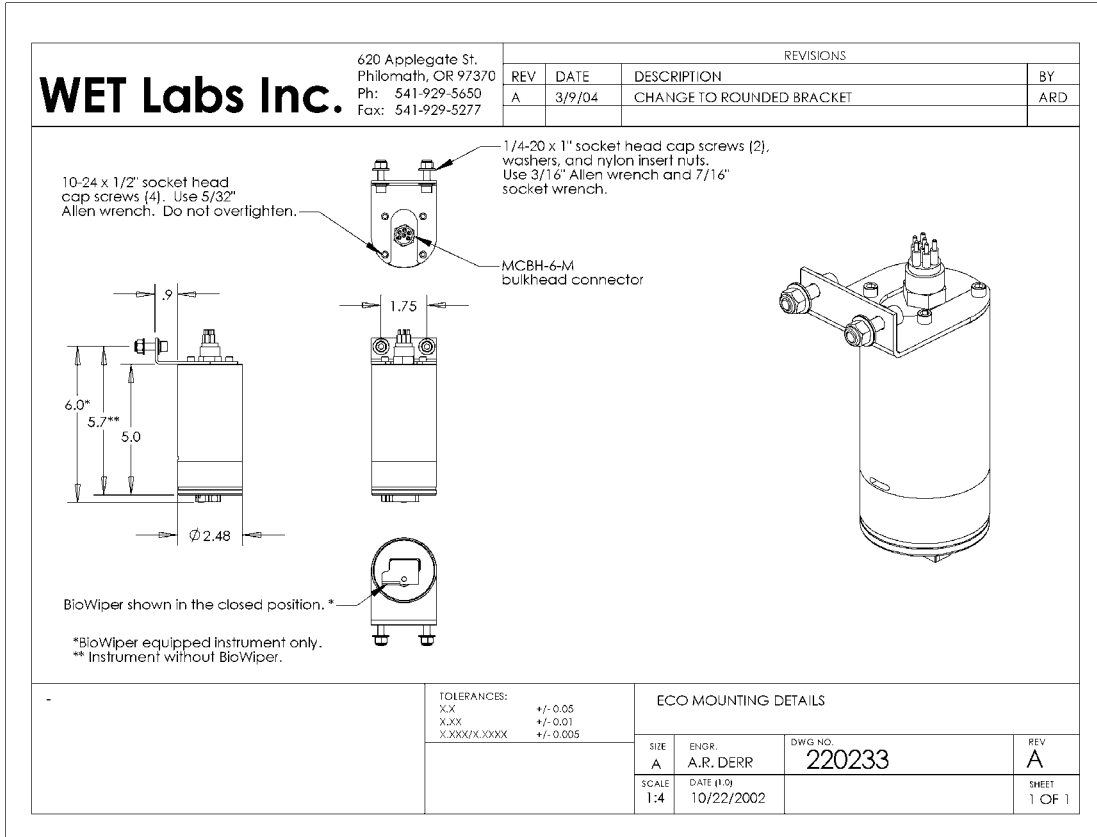 WET Labs Inc.
620 Applegate St.
Philomath, OR 97370
Ph: 541-929-5650
Fax: 541-929-5277
REVISIONS
REV DATE DESCRIPTION BY
A 3/9/04 CHANGE TO ROUNDED BRACKET ARD
1/4-20 x 1" socket head cap screws (2),
washers, and nylon insert nuts.
Use 3/16" Allen wrench and 7/16"
socket wrench.
10-24 x 1/2" socket head
cap screws (4). Use 5/32"
Allen wrench. Do not overtighten.
MCBH-6-M
bulkhead connector
.9
1.75
6.0*
5.7**
5.0
Ø2.48
BioWiper shown in the closed position. *
*BioWiper equipped instrument only.
** Instrument without BioWiper.
-
TOLERANCES:
X.X +/- 0.05
X.XX +/- 0.01
X.XXX/X.XXXX +/- 0.005
ECO MOUNTING DETAILS
SIZE ENGR. DWG NO. REV
A A.R. DERR 220233 A
SCALE DATE (1.0) SHEET
1:4 10/22/2002 1 OF 1